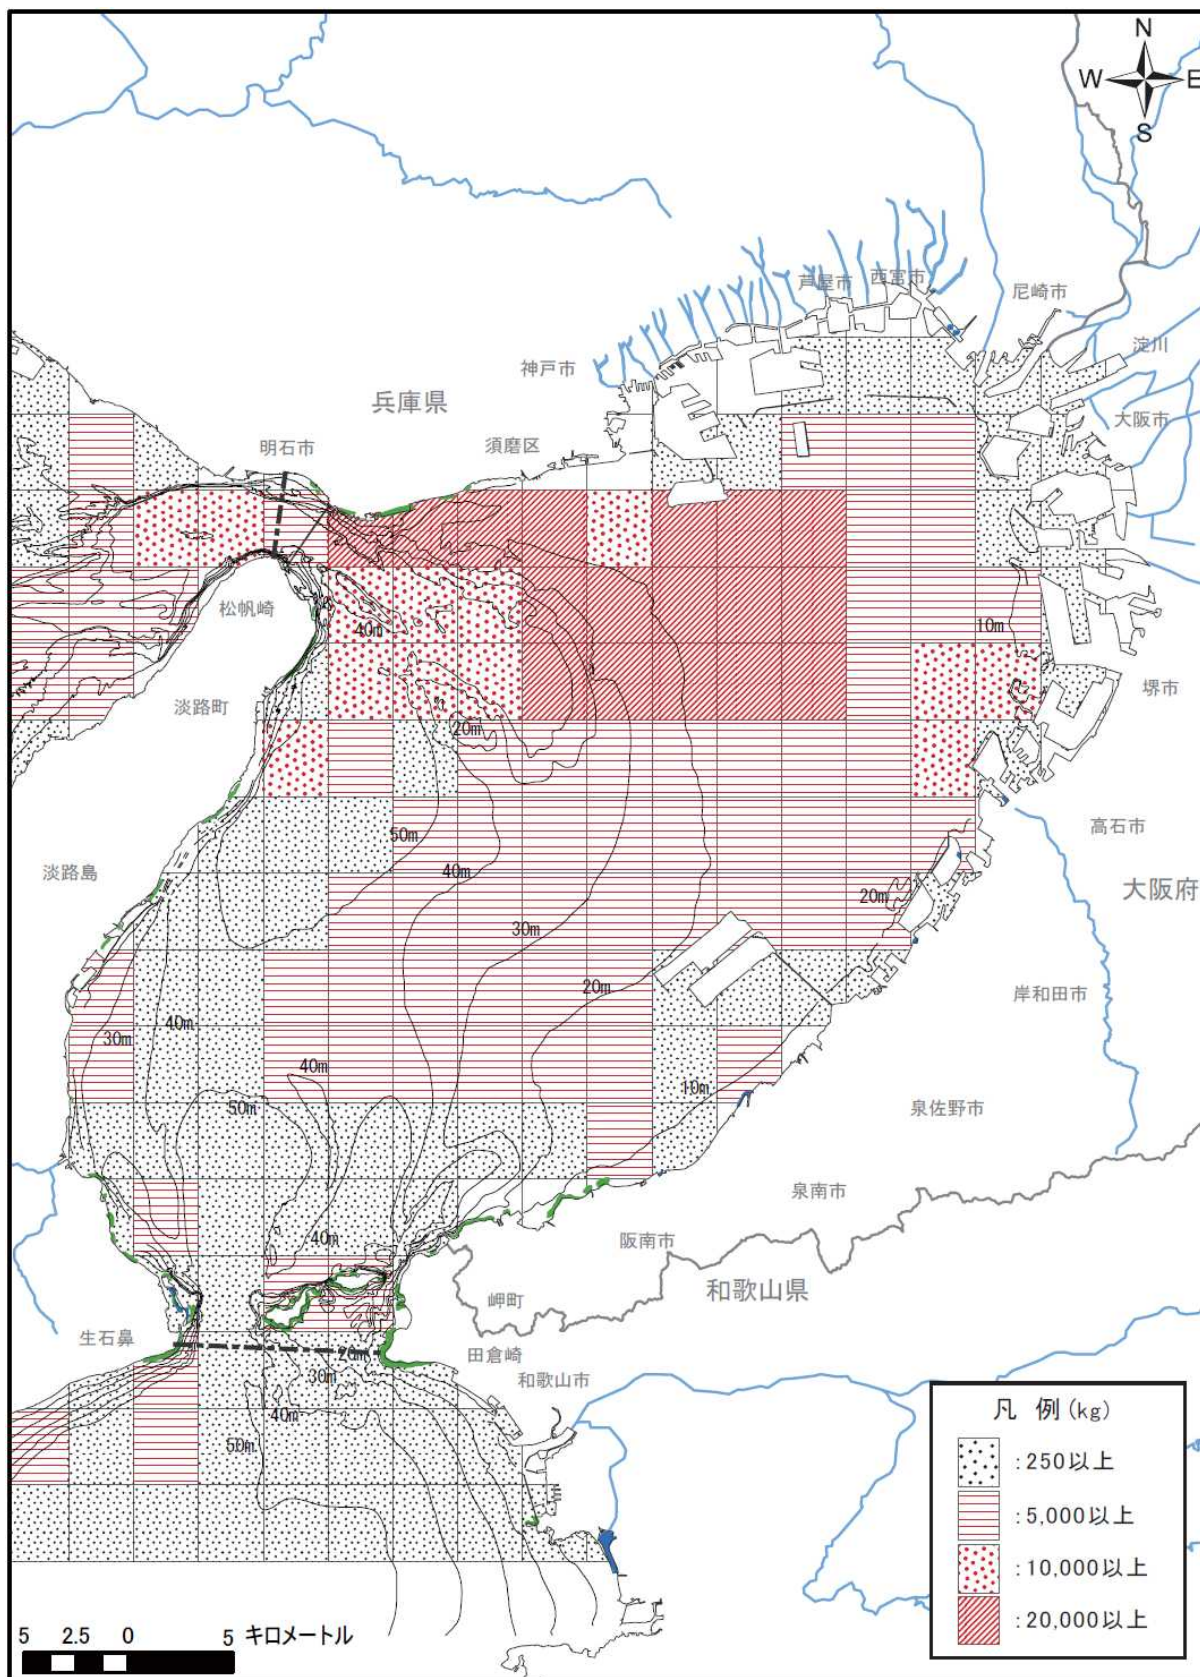 N
W E
S
芦屋市
西宮市
尼崎市
淀川
神戸市
兵庫県
大阪市
明石市
須磨区
松帆崎
40m
10m
淡路町
堺市
20m
50m
高石市
淡路島
40m
20m
大阪府
30m
20m
岸和田市
40m
30m
40m
10m
50m
泉佐野市
泉南市
40m
阪南市
和歌山県
岬町
生石鼻
20m
田倉崎
30m
和歌山市
40m
50m
凡 例(kg)
:250以上
:5,000以上
:10,000以上
:20,000以上
5 2.5 0 5 キロメートル